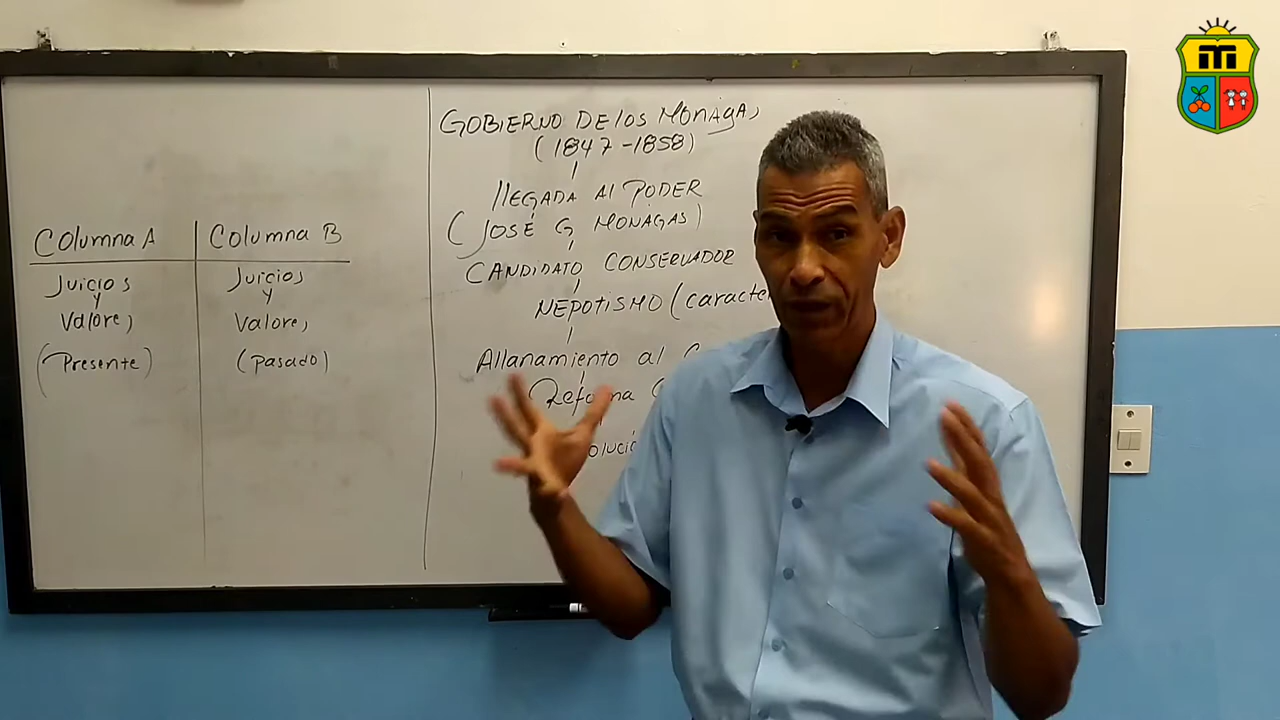 Columna A
Columna B
Juicios
y
Valores
(Presente)
Juicios
y
Valores
(Pasado)
GOBIERNO DE los MONAGAs
(1847-1858)
llEGADA Al PODER
(JOSÉ G MONAGAS)
CANDIDATO CONSERVADOR
NEPOTISMO (caracte
Allanamiento al C
Reforma
olució
m